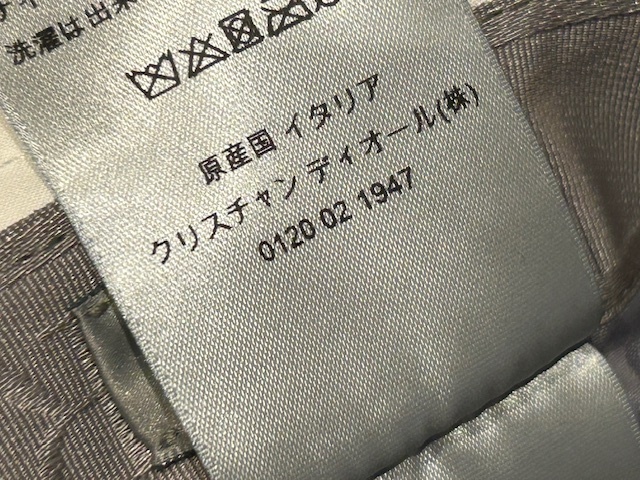 洗濯は出来
原産国 イタリア
クリスチャン ディオール(株)
0120 02 1947